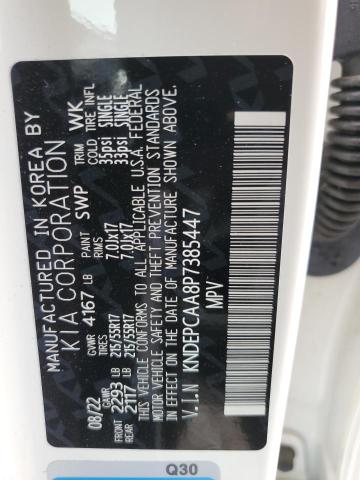 MANUFACTURED IN KOREA BY
KIA CORPORATION
GVWR 4167 LB PAINT SWP TRIM WK
08/22 GAWR TIRES RIMS COLD TIRE INFL
FRONT 2293 LB 215/55R17 7.0JX17 35psi SINGLE
REAR 2117 LB 215/55R17 7.0JX17 33psi SINGLE
THIS VEHICLE CONFORMS TO ALL APPLICABLE U.S.A. FEDERAL
MOTOR VEHICLE SAFETY AND THEFT PREVENTION STANDARDS
IN EFFECT ON THE DATE OF MANUFACTURE SHOWN ABOVE.
V.I.N KNDEPCAA8P7385447
MPV
Q30